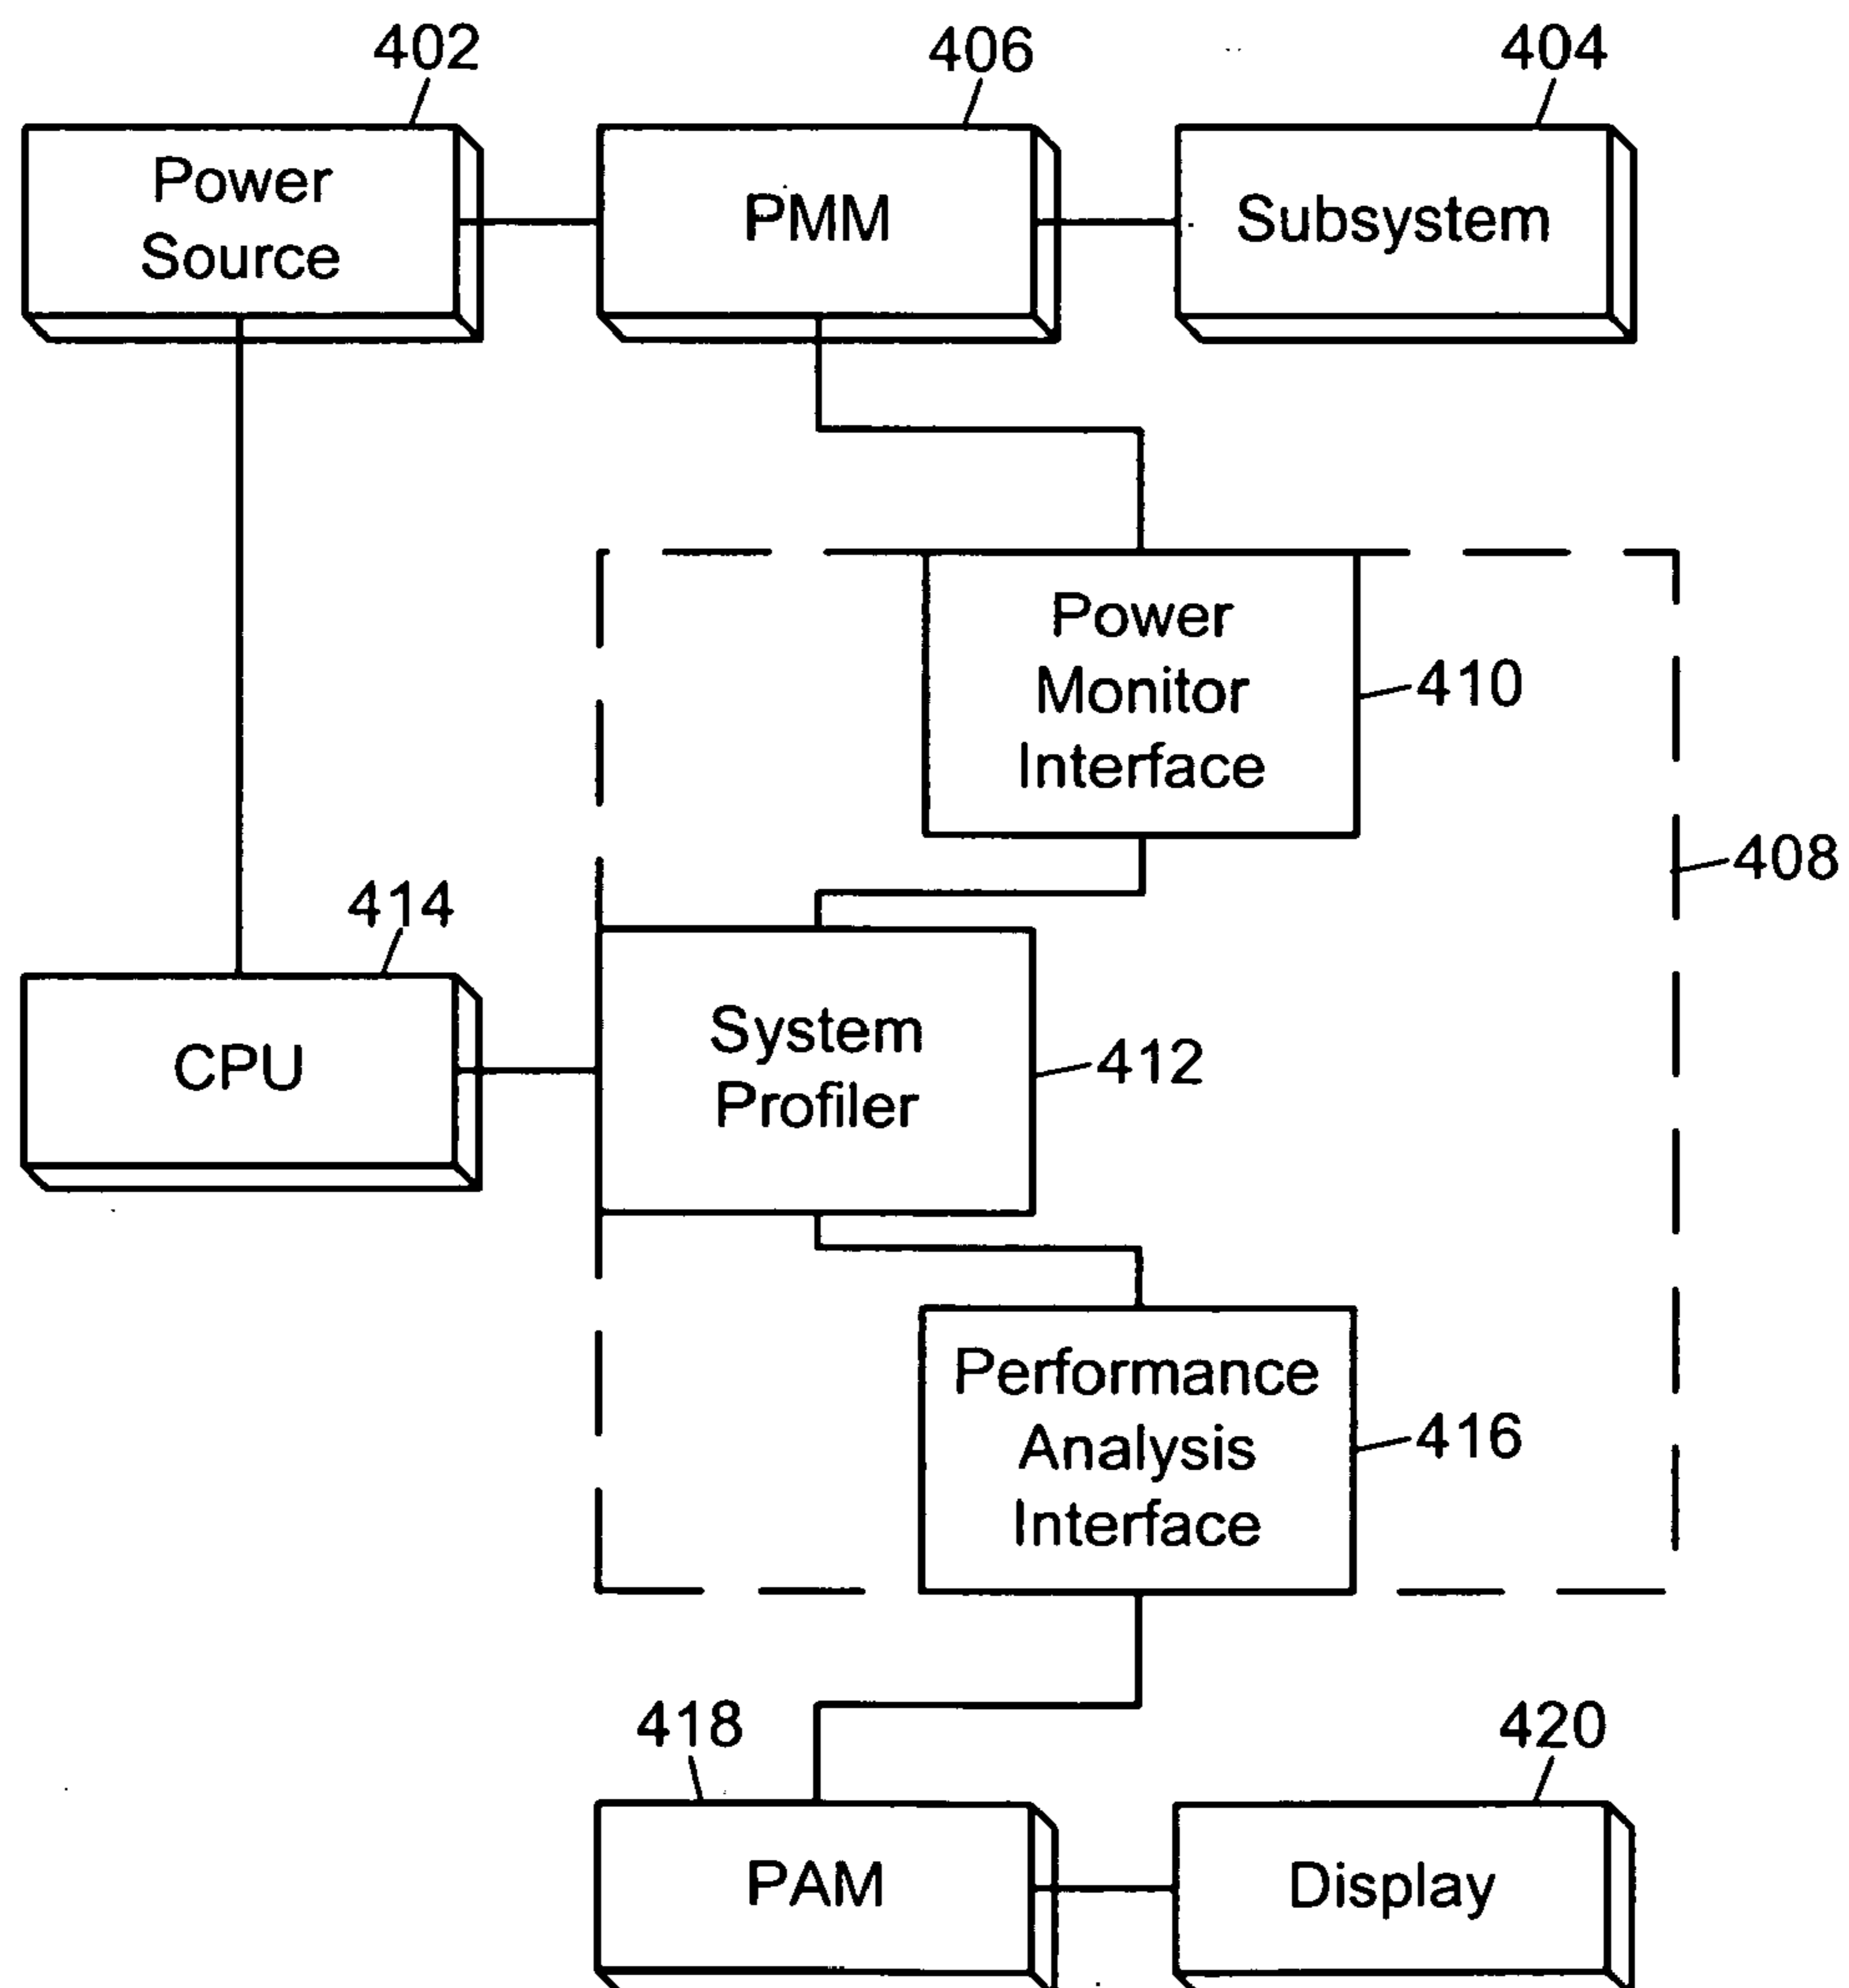 402
406
404
Power
Source
PMM
Subsystem
Power
Monitor
Interface
410
408
414
CPU
System
Profiler
412
Performance
Analysis
Interface
416
418
420
PAM
Display